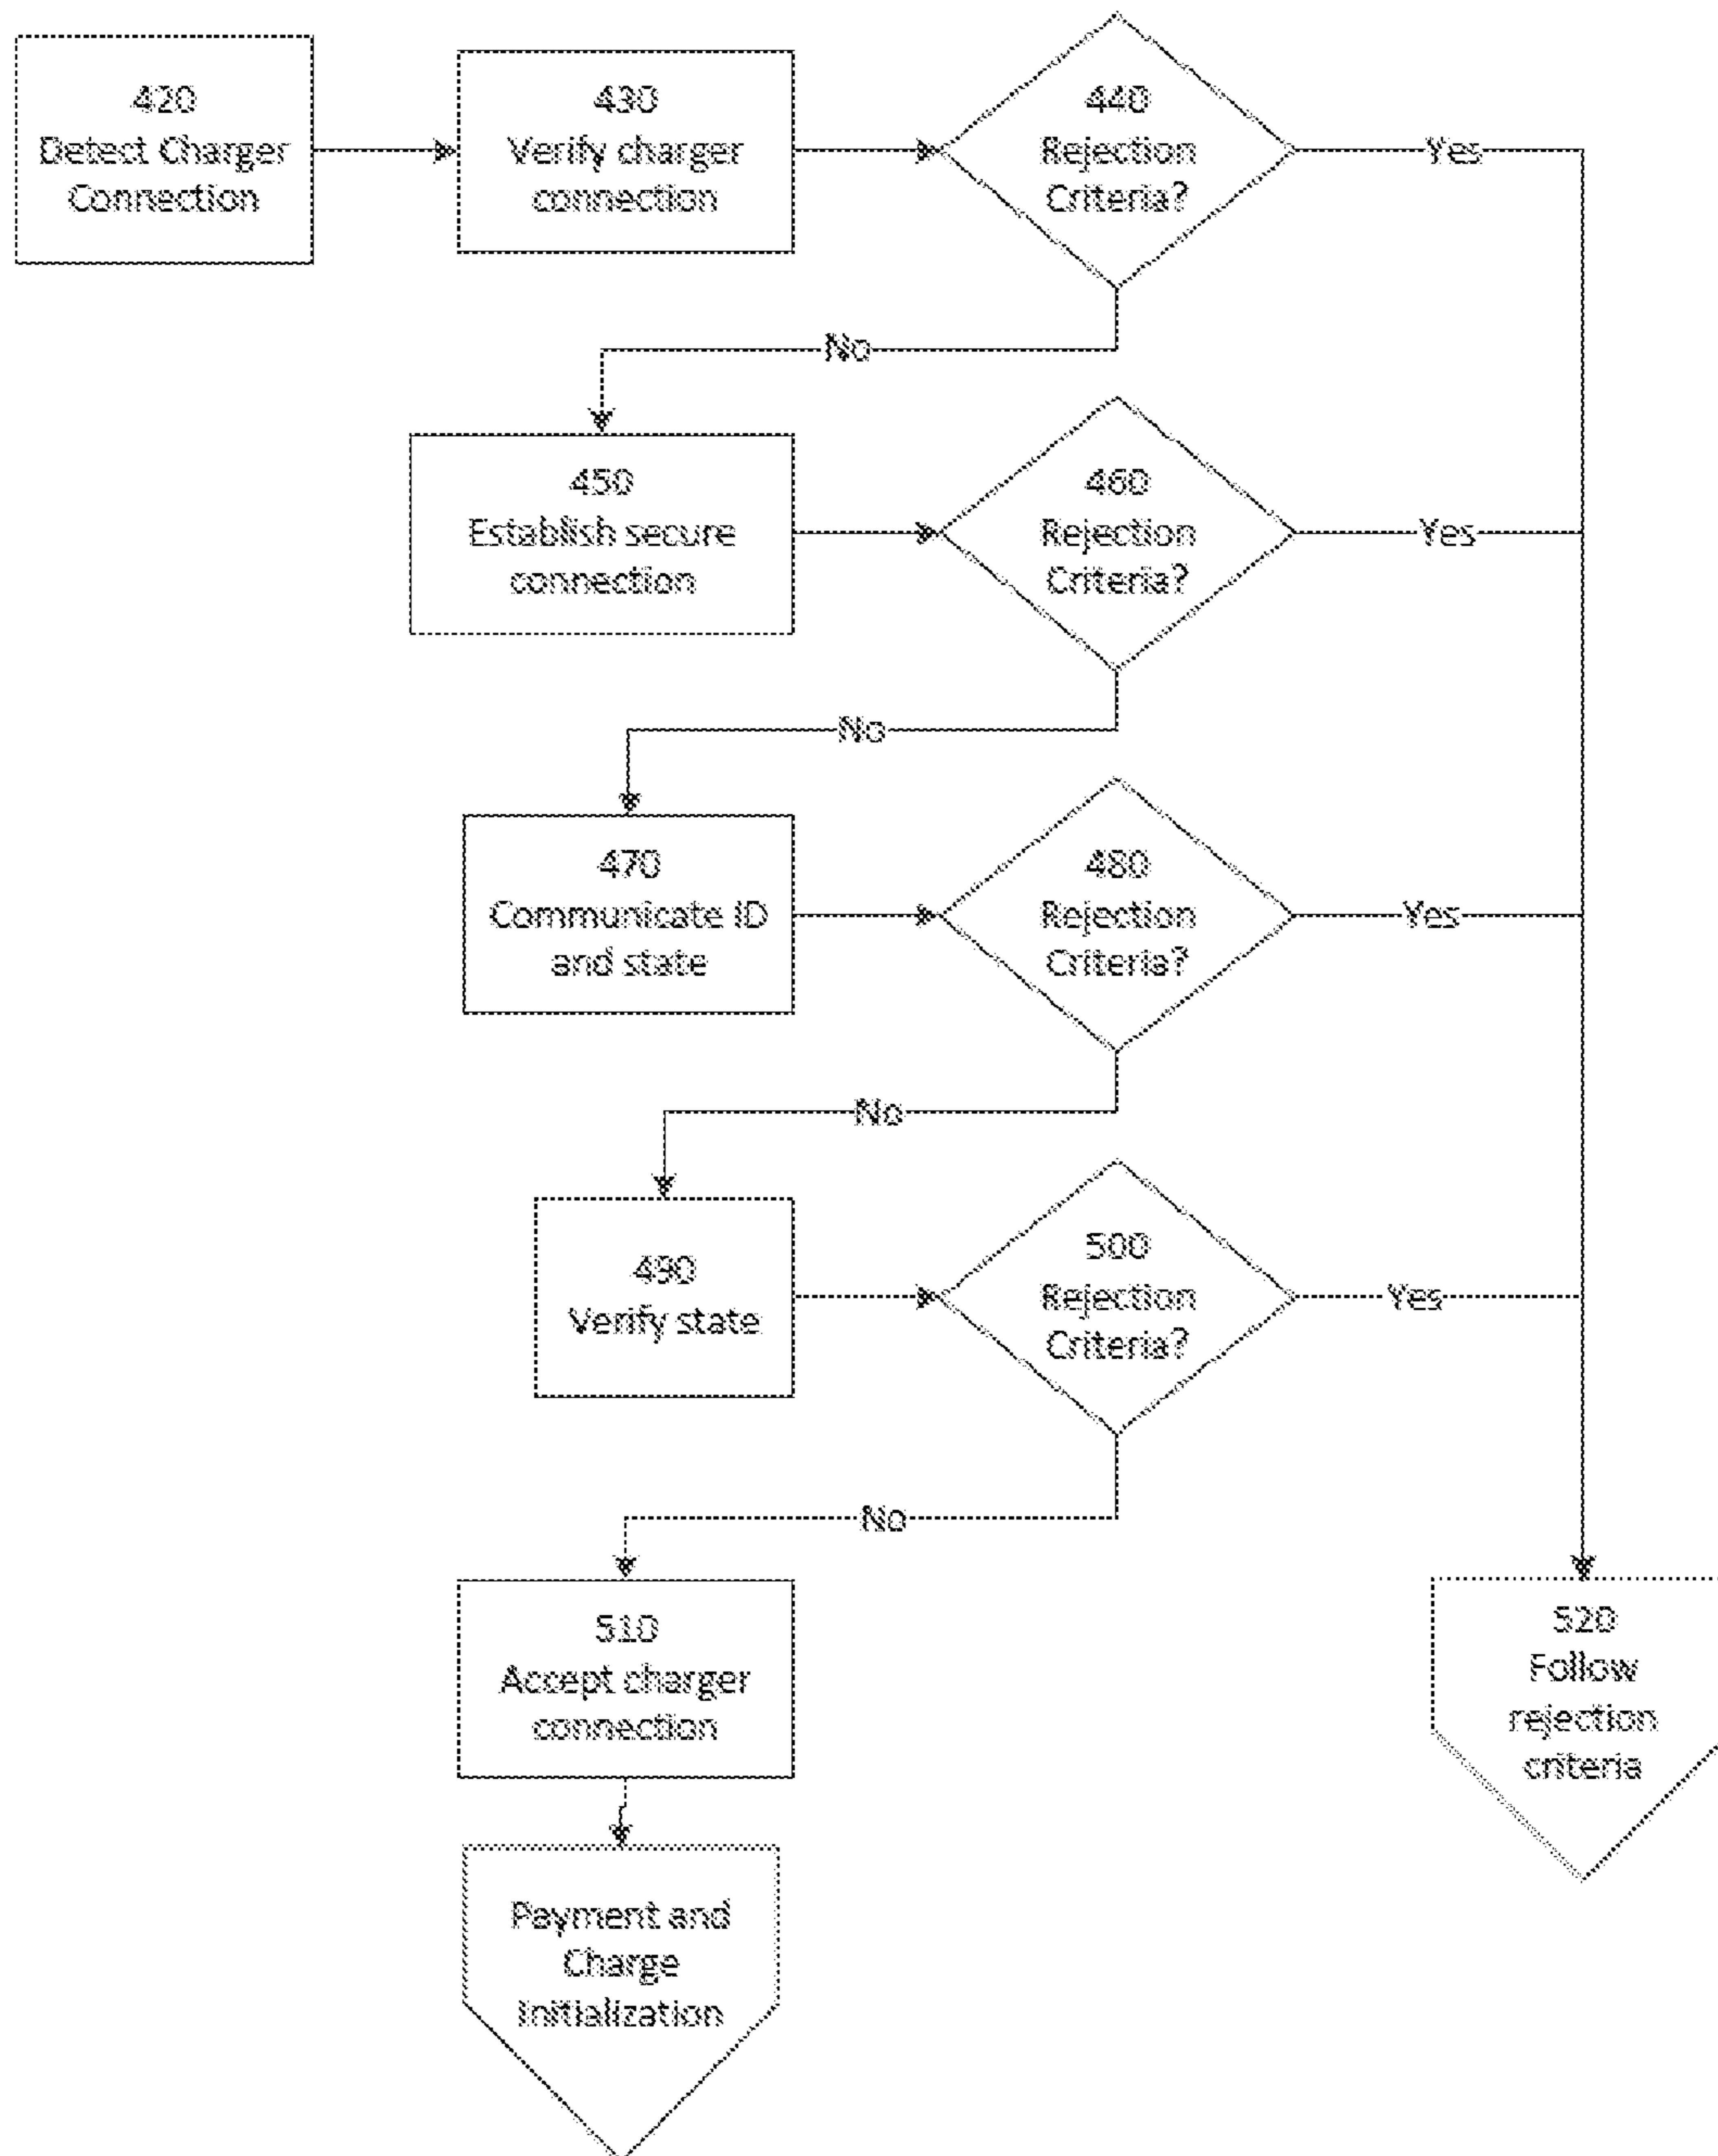 420
Detect Charger
Connection
430
Verify charger
connection
440
Rejection
Criteria?
Yes
No
450
Establish secure
connection
460
Rejection
Criteria?
Yes
No
470
Communicate ID
and state
480
Rejection
Criteria?
Yes
No
490
Verify state
500
Rejection
Criteria?
Yes
No
510
Accept charger
connection
520
Follow
rejection
criteria
Payment and
Charge
Initialization